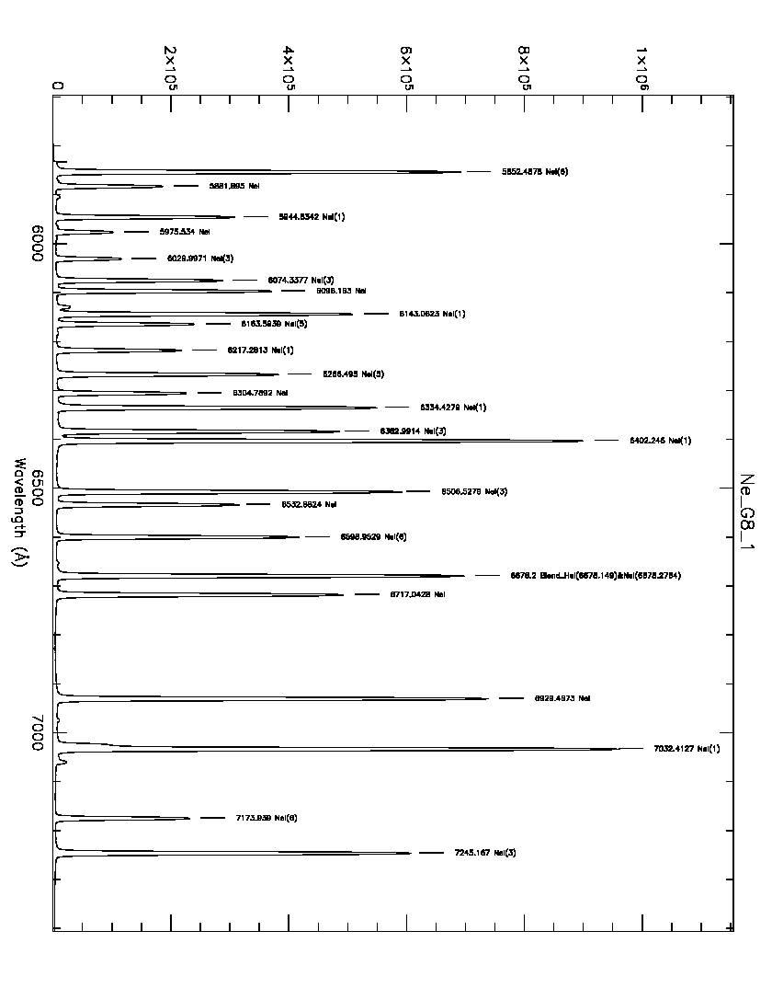 Ne_G8_1
0
2×10⁵
4×10⁵
6×10⁵
8×10⁵
1×10⁶
5852.4878 NeI(6)
5881.895 NeI
5944.8342 NeI(1)
5975.534 NeI
6029.9971 NeI(3)
6074.3377 NeI(3)
6096.163 NeI
6143.0623 NeI(1)
6163.5939 NeI(5)
6217.2813 NeI(1)
6266.495 NeI(5)
6304.7892 NeI
6334.4279 NeI(1)
6382.9914 NeI(3)
6402.246 NeI(1)
6506.5279 NeI(3)
6532.8824 NeI
6598.9529 NeI(6)
6678.2 Blend_HeI(6678.149)&NeI(6678.2764)
6717.0428 NeI
6929.4673 NeI
7032.4127 NeI(1)
7173.939 NeI(6)
7245.167 NeI(3)
6000
6500
7000
Wavelength (Å)